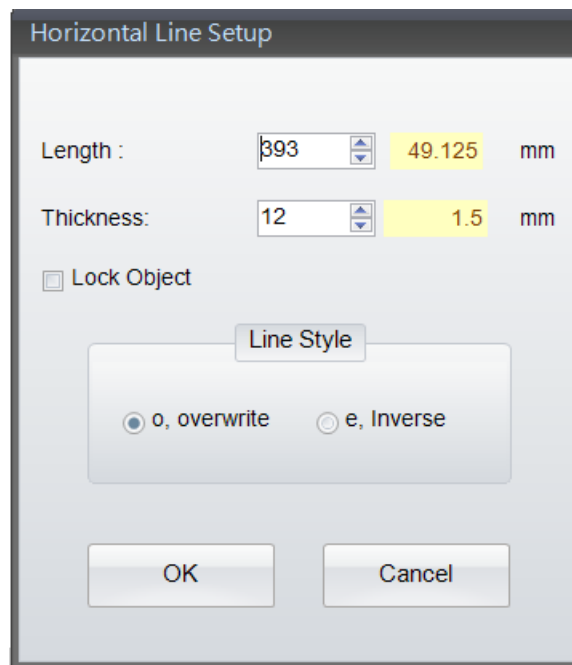 Horizontal Line Setup
Length : 393 49.125 mm
Thickness: 12 1.5 mm
Lock Object
Line Style
o, overwrite e, Inverse
OK Cancel